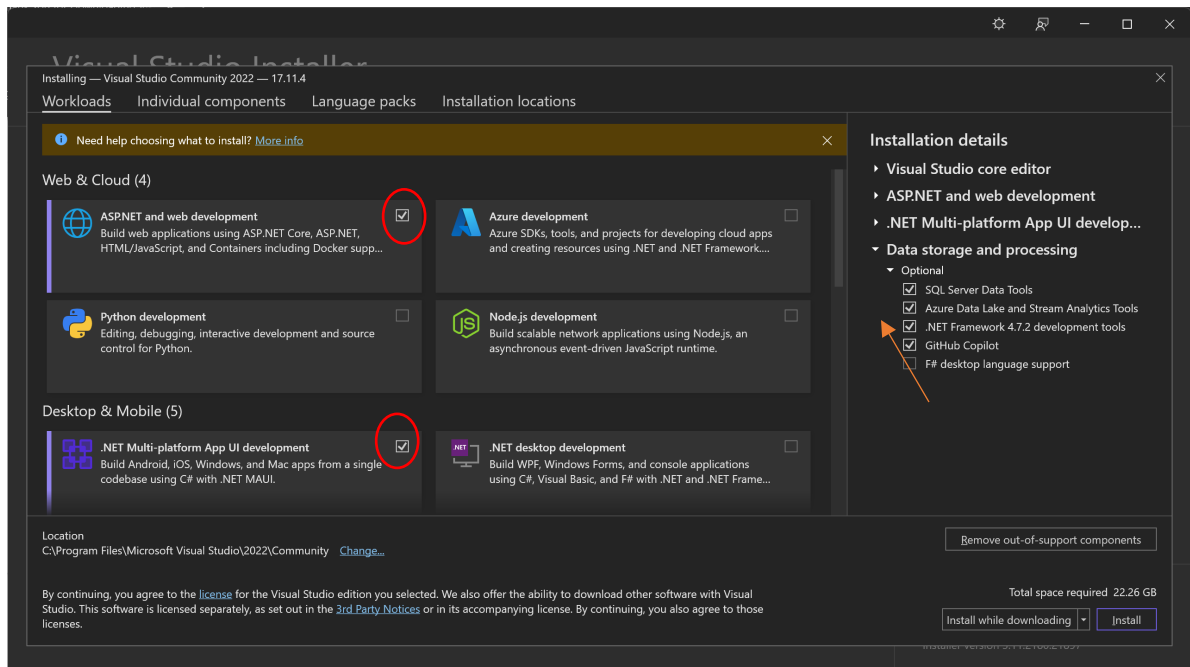 Visual Studio Installer
Installing — Visual Studio Community 2022 — 17.11.4
Workloads Individual components Language packs Installation locations
Need help choosing what to install? More info
Web & Cloud (4)
ASP.NET and web development
Build web applications using ASP.NET Core, ASP.NET,
HTML/JavaScript, and Containers including Docker supp...
Azure development
Azure SDKs, tools, and projects for developing cloud apps
and creating resources using .NET and .NET Framework....
Python development
Editing, debugging, interactive development and source
control for Python.
Node.js development
Build scalable network applications using Node.js, an
asynchronous event-driven JavaScript runtime.
Desktop & Mobile (5)
.NET Multi-platform App UI development
Build Android, iOS, Windows, and Mac apps from a single
codebase using C# with .NET MAUI.
.NET
.NET desktop development
Build WPF, Windows Forms, and console applications
using C#, Visual Basic, and F# with .NET and .NET Frame...
Installation details
Visual Studio core editor
ASP.NET and web development
.NET Multi-platform App UI develop...
Data storage and processing
Optional
SQL Server Data Tools
Azure Data Lake and Stream Analytics Tools
.NET Framework 4.7.2 development tools
GitHub Copilot
F# desktop language support
Location
C:\Program Files\Microsoft Visual Studio\2022\Community Change...
Remove out-of-support components
By continuing, you agree to the license for the Visual Studio edition you selected. We also offer the ability to download other software with Visual
Studio. This software is licensed separately, as set out in the 3rd Party Notices or in its accompanying license. By continuing, you also agree to those
licenses.
Total space required 22.26 GB
Install while downloading Install